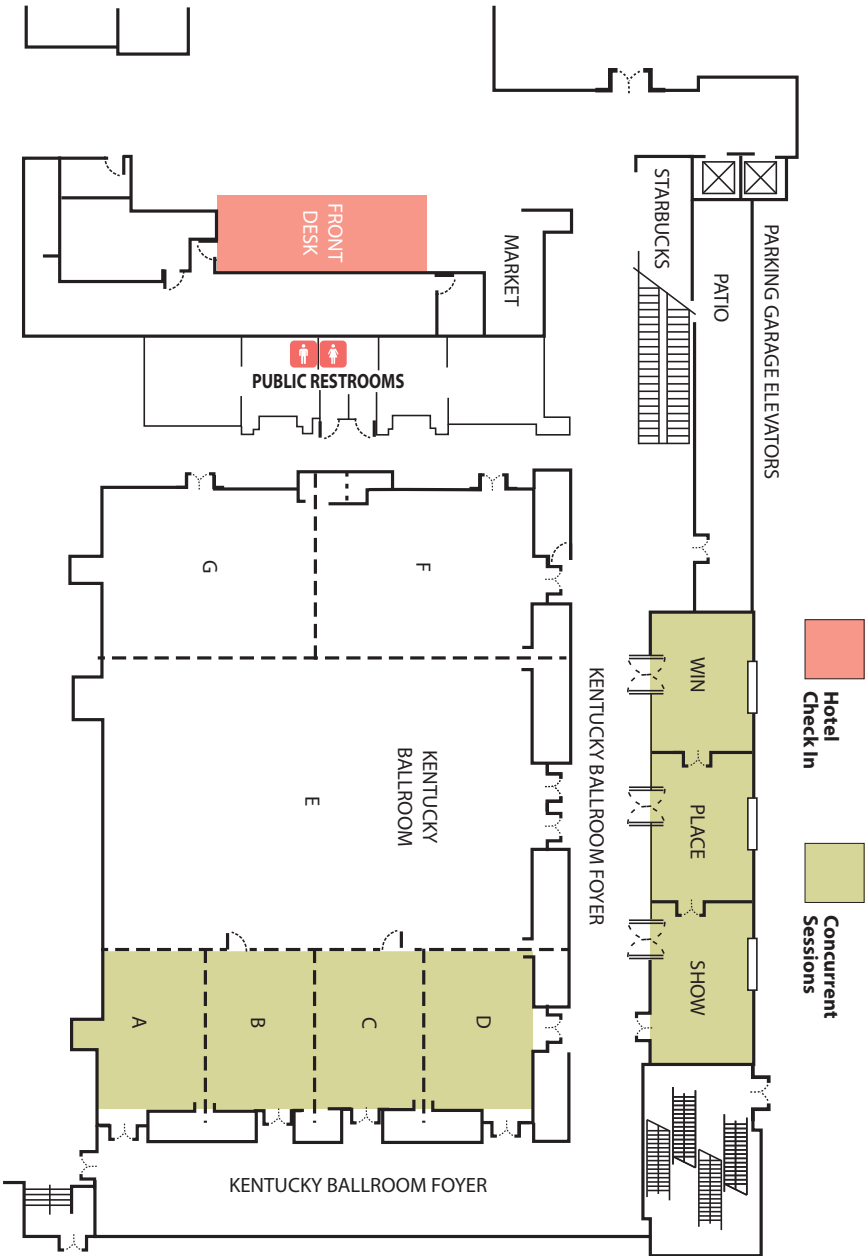 STARBUCKS
PARKING GARAGE ELEVATORS
PATIO
FRONT
DESK
MARKET
PUBLIC RESTROOMS
G
F
KENTUCKY BALLROOM FOYER
WIN
PLACE
SHOW
Hotel
Check In
Concurrent
Sessions
KENTUCKY
BALLROOM
E
A
B
C
D
KENTUCKY BALLROOM FOYER